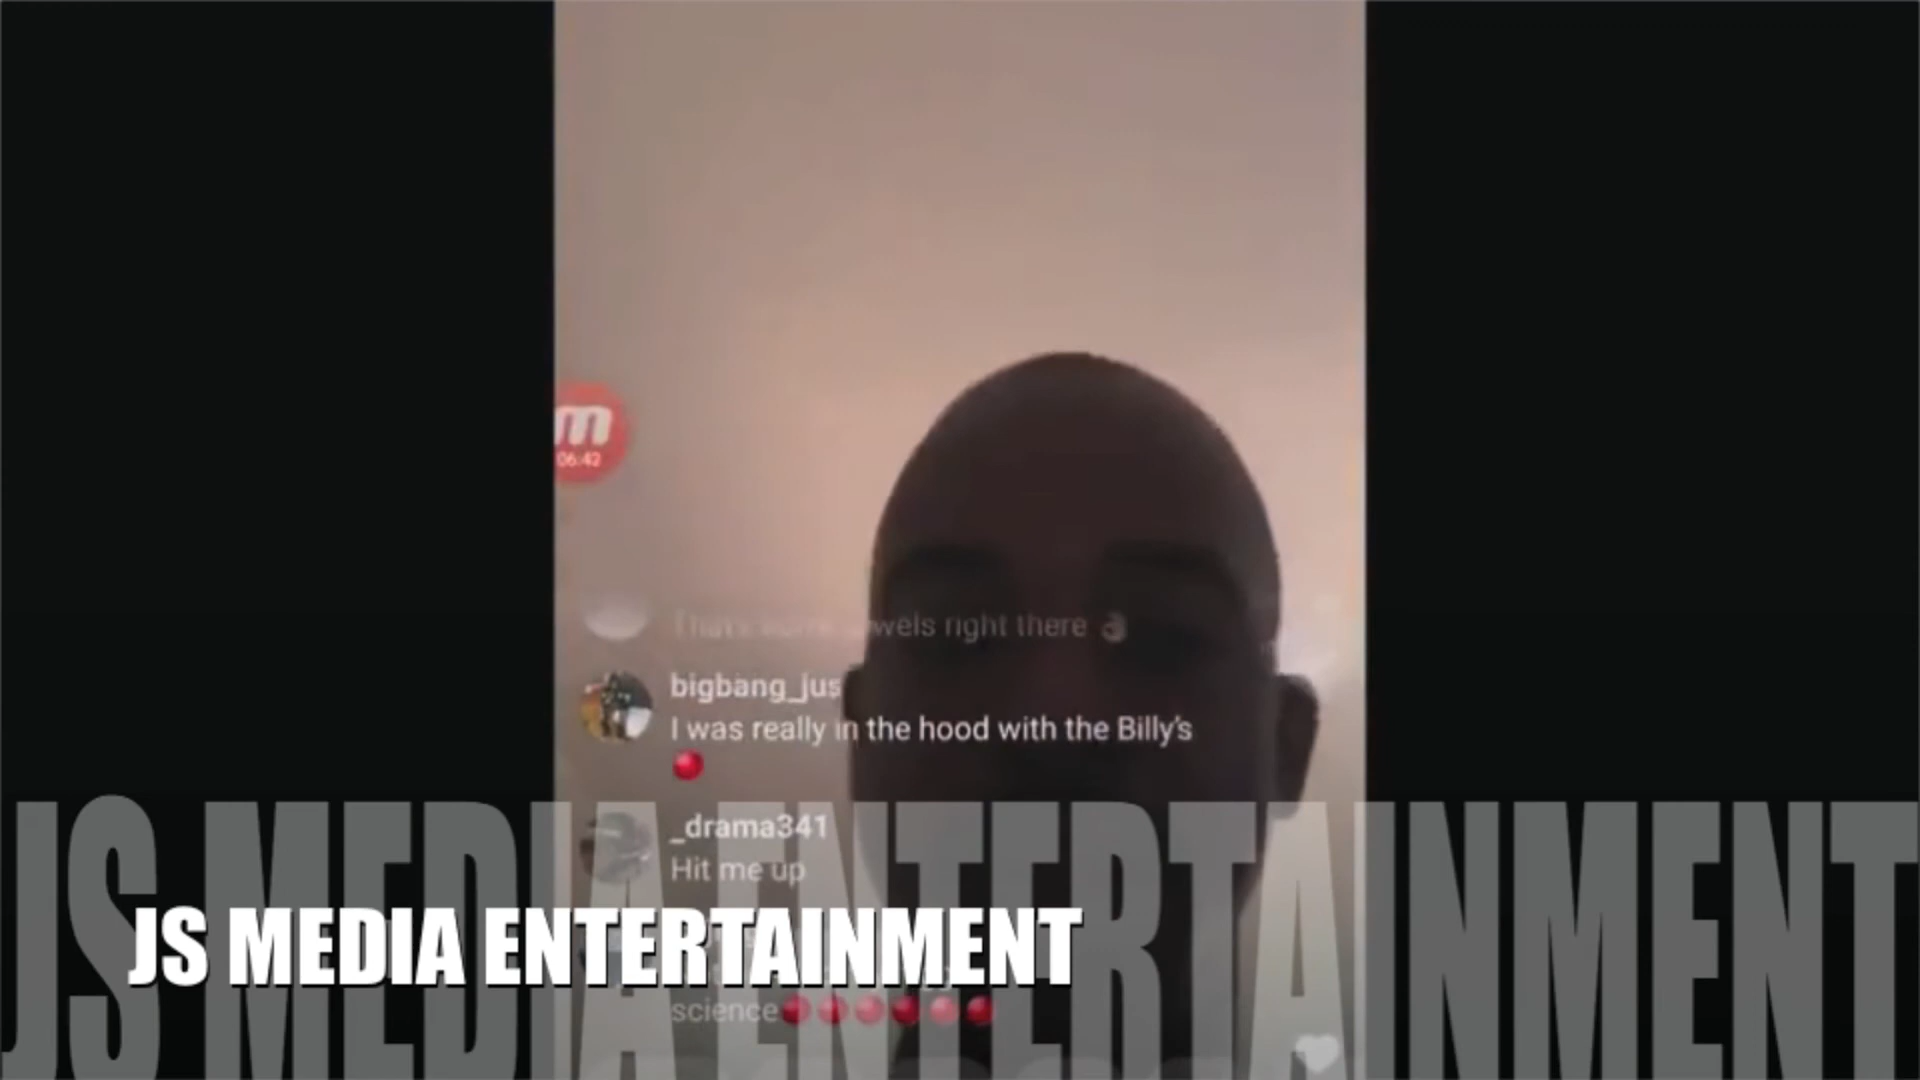 m
06:42
wels right there 👌
bigbang_jus
I was really in the hood with the Billy's
🔴
_drama341
Hit me up
JS MEDIA ENTERTAINMENT
JS MEDIA ENTERTAINMENT
science🔴🔴🔴🔴🔴🔴